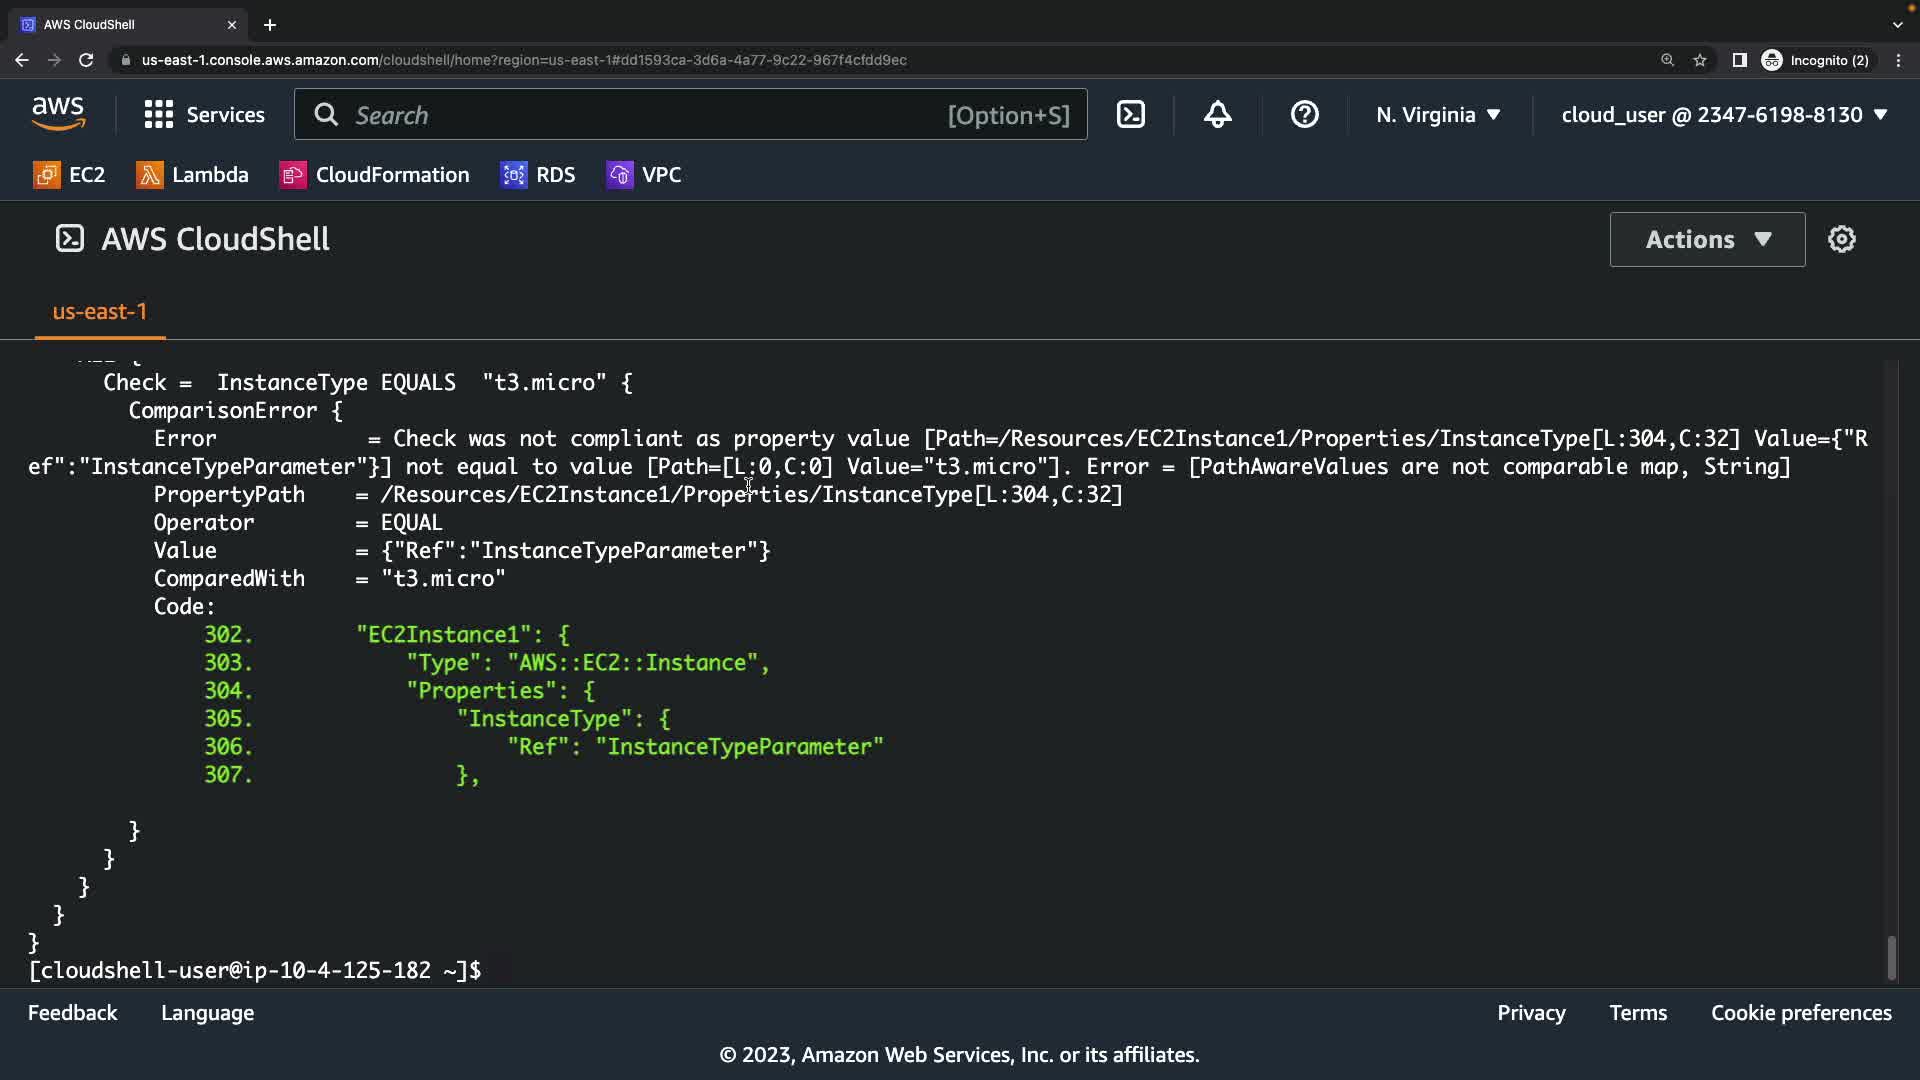 AWS CloudShell
us-east-1.console.aws.amazon.com/cloudshell/home?region=us-east-1#dd1593ca-3d6a-4a77-9c22-967f4cfdd9ec
Incognito (2)
aws
Services
Search
[Option+S]
N. Virginia
cloud_user @ 2347-6198-8130
EC2
Lambda
CloudFormation
RDS
VPC
AWS CloudShell
Actions
us-east-1
Check =  InstanceType EQUALS  "t3.micro" {
ComparisonError {
Error            = Check was not compliant as property value [Path=/Resources/EC2Instance1/Properties/InstanceType[L:304,C:32] Value={"R
ef":"InstanceTypeParameter"}] not equal to value [Path=[L:0,C:0] Value="t3.micro"]. Error = [PathAwareValues are not comparable map, String]
PropertyPath    = /Resources/EC2Instance1/Properties/InstanceType[L:304,C:32]
Operator        = EQUAL
Value           = {"Ref":"InstanceTypeParameter"}
ComparedWith    = "t3.micro"
Code:
302.        "EC2Instance1": {
303.            "Type": "AWS::EC2::Instance",
304.            "Properties": {
305.                "InstanceType": {
306.                    "Ref": "InstanceTypeParameter"
307.                },
}
}
}
}
}
[cloudshell-user@ip-10-4-125-182 ~]$
Feedback
Language
Privacy
Terms
Cookie preferences
© 2023, Amazon Web Services, Inc. or its affiliates.